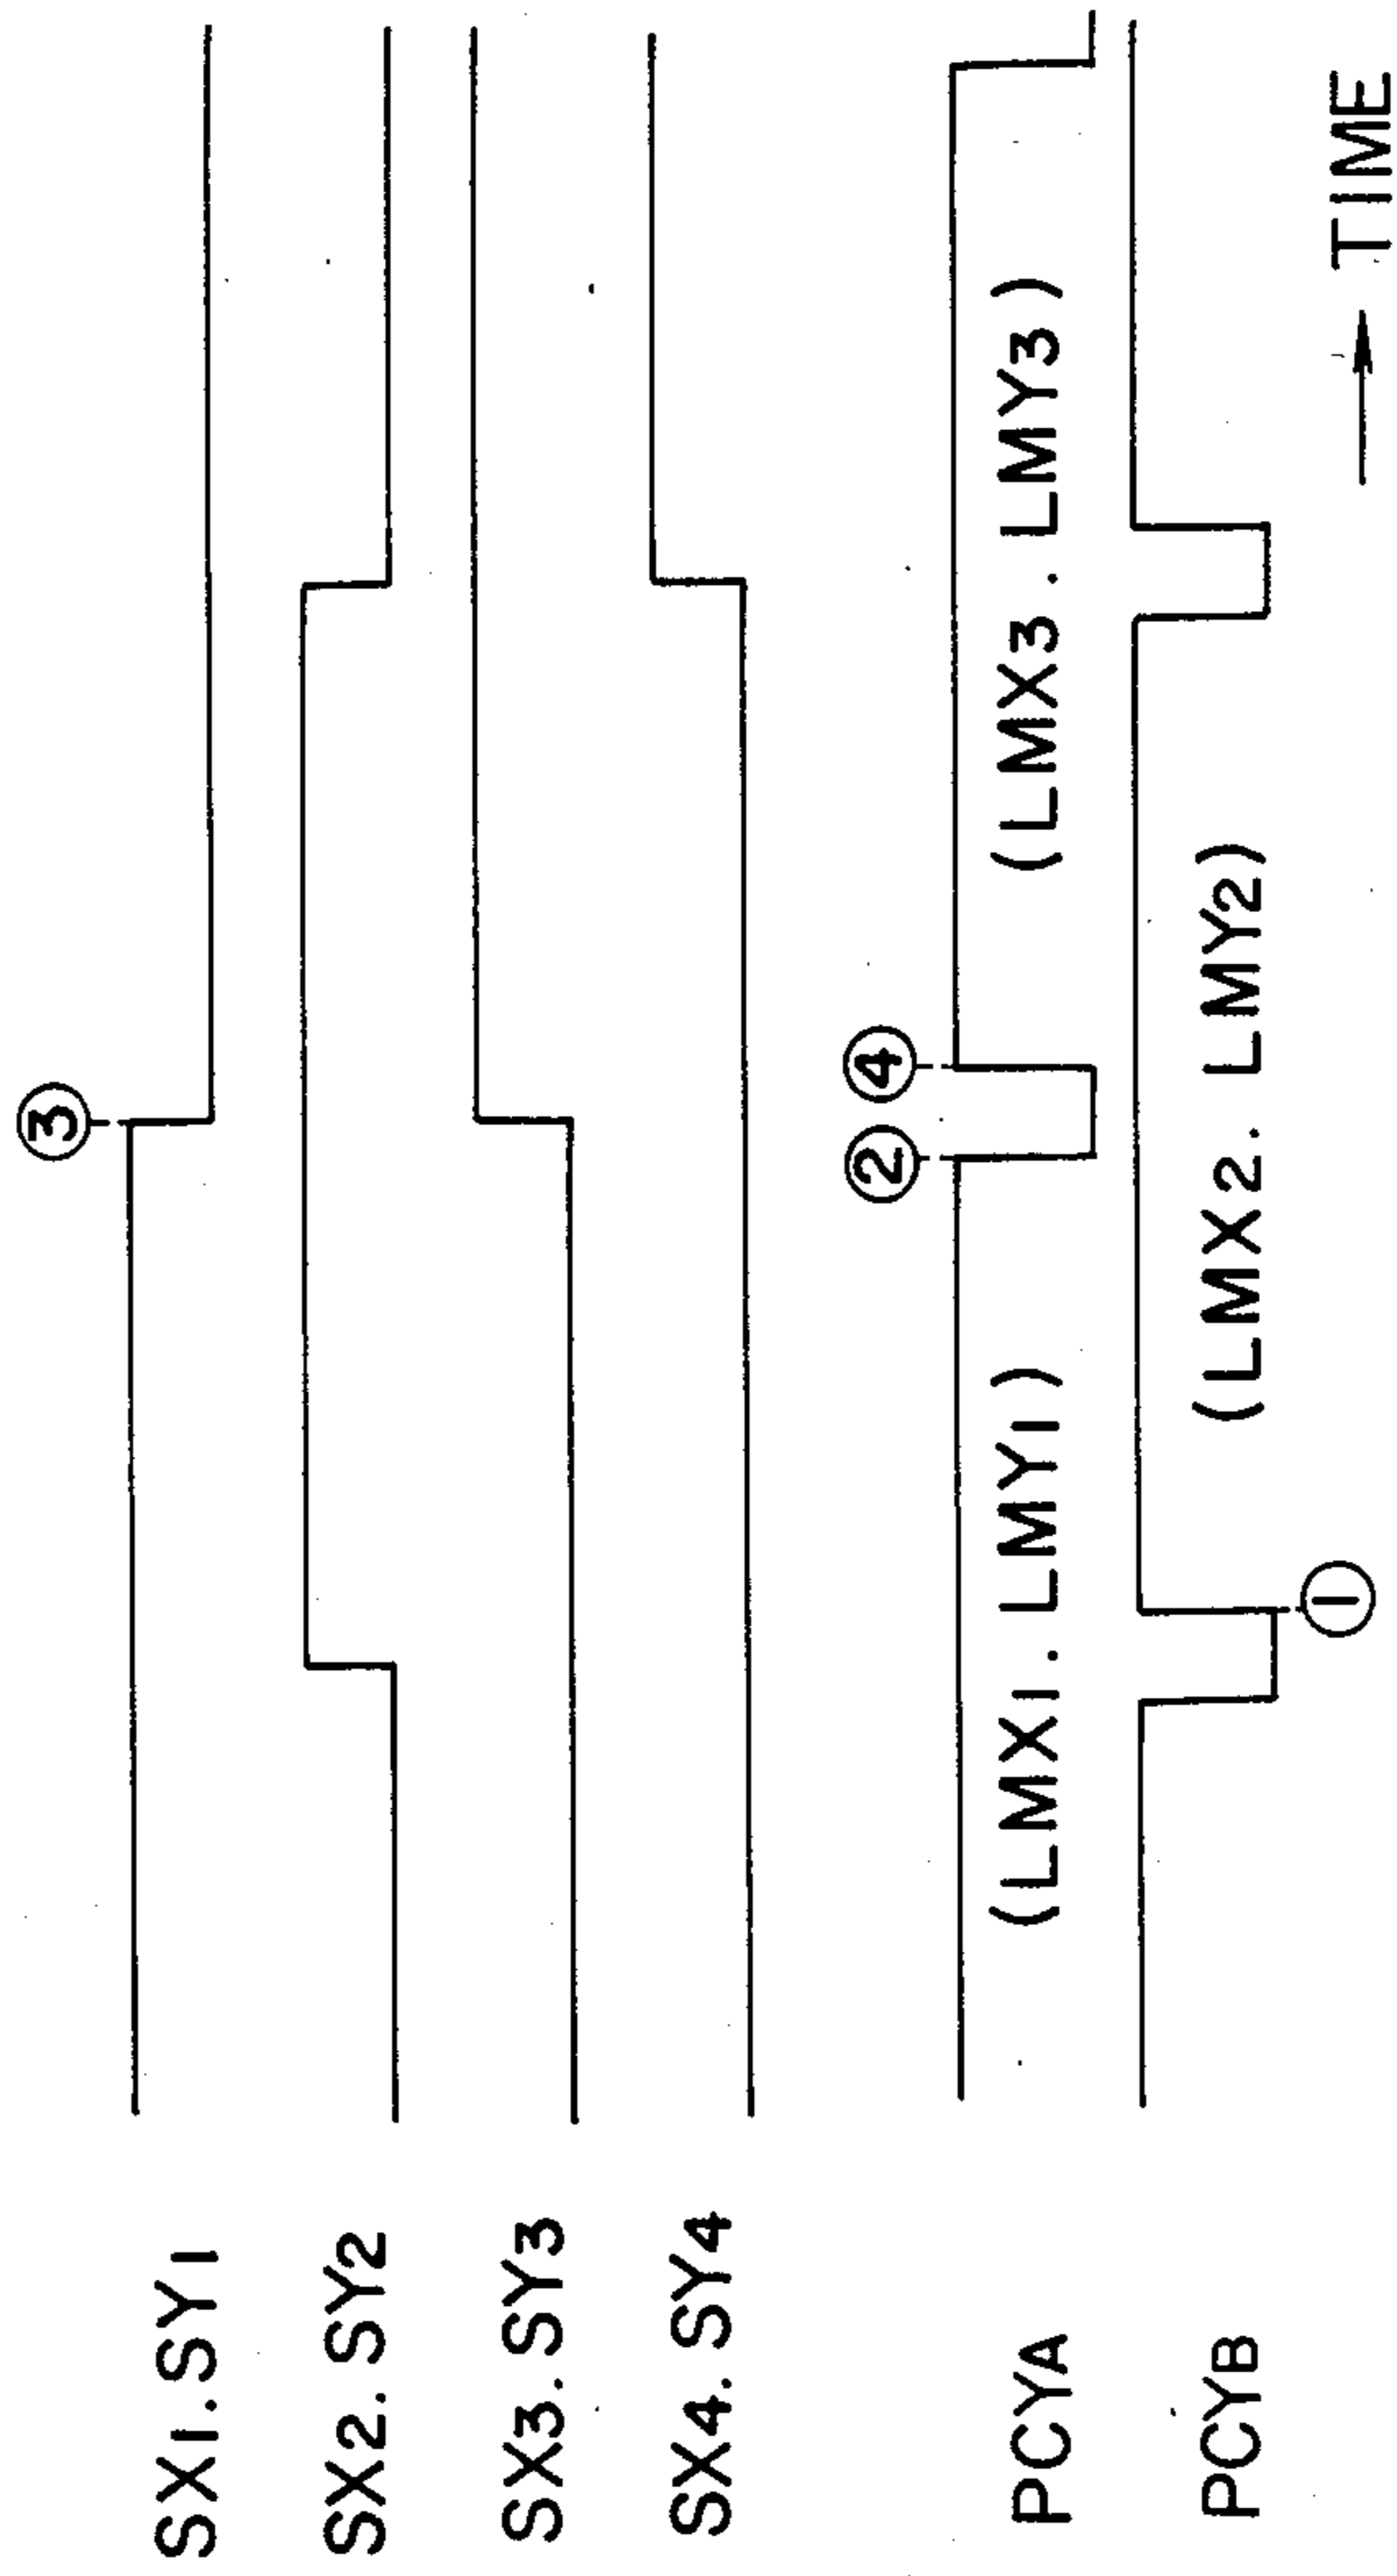 ③
SX1.SY1
SX2.SY2
SX3.SY3
SX4.SY4
② ④
PCYA
(LMX1.LMY1) (LMX3.LMY3)
PCYB
(LMX2.LMY2)
①
→ TIME